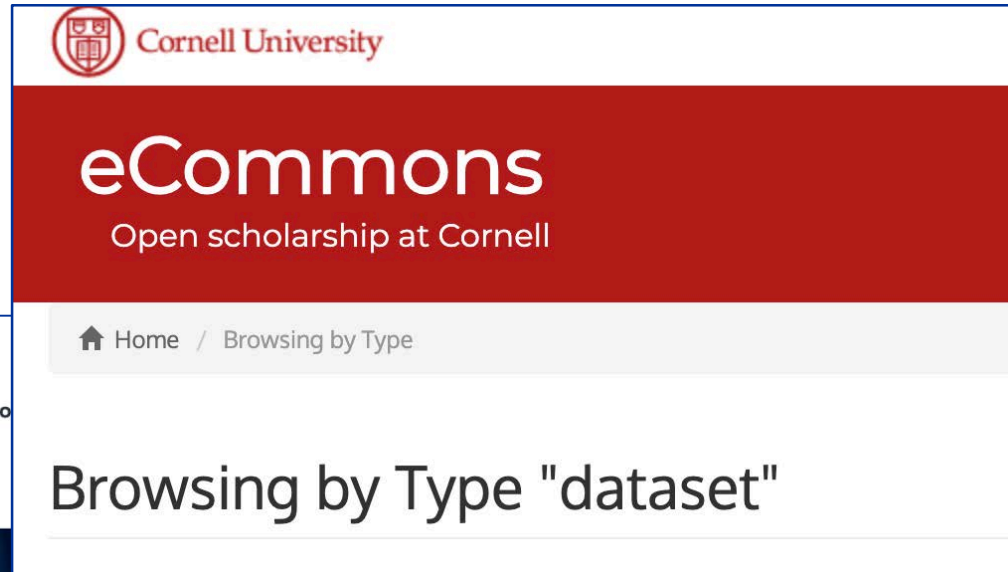 Cornell University
eCommons
Open scholarship at Cornell
Home / Browsing by Type
Browsing by Type "dataset"